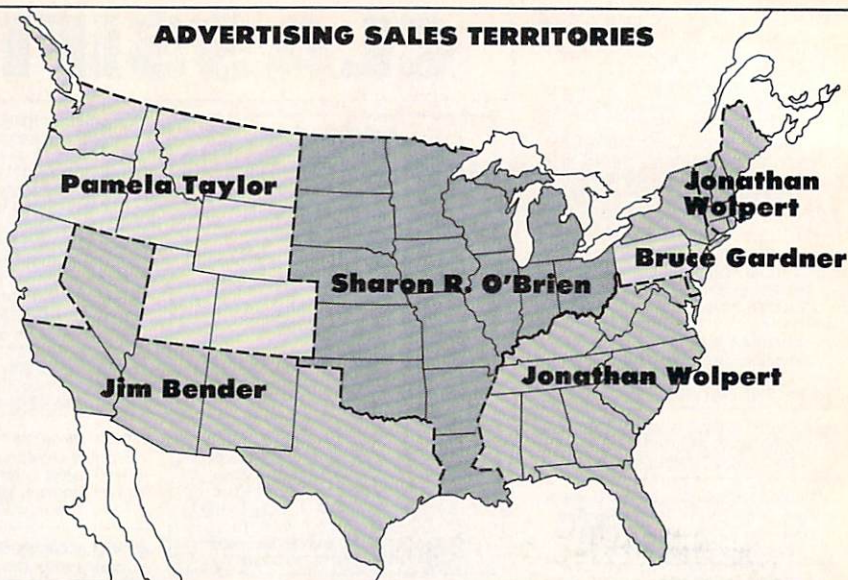 ADVERTISING SALES TERRITORIES
Pamela Taylor
Jonathan
Wolpert
Bruce Gardner
Sharon R. O'Brien
Jim Bender
Jonathan Wolpert